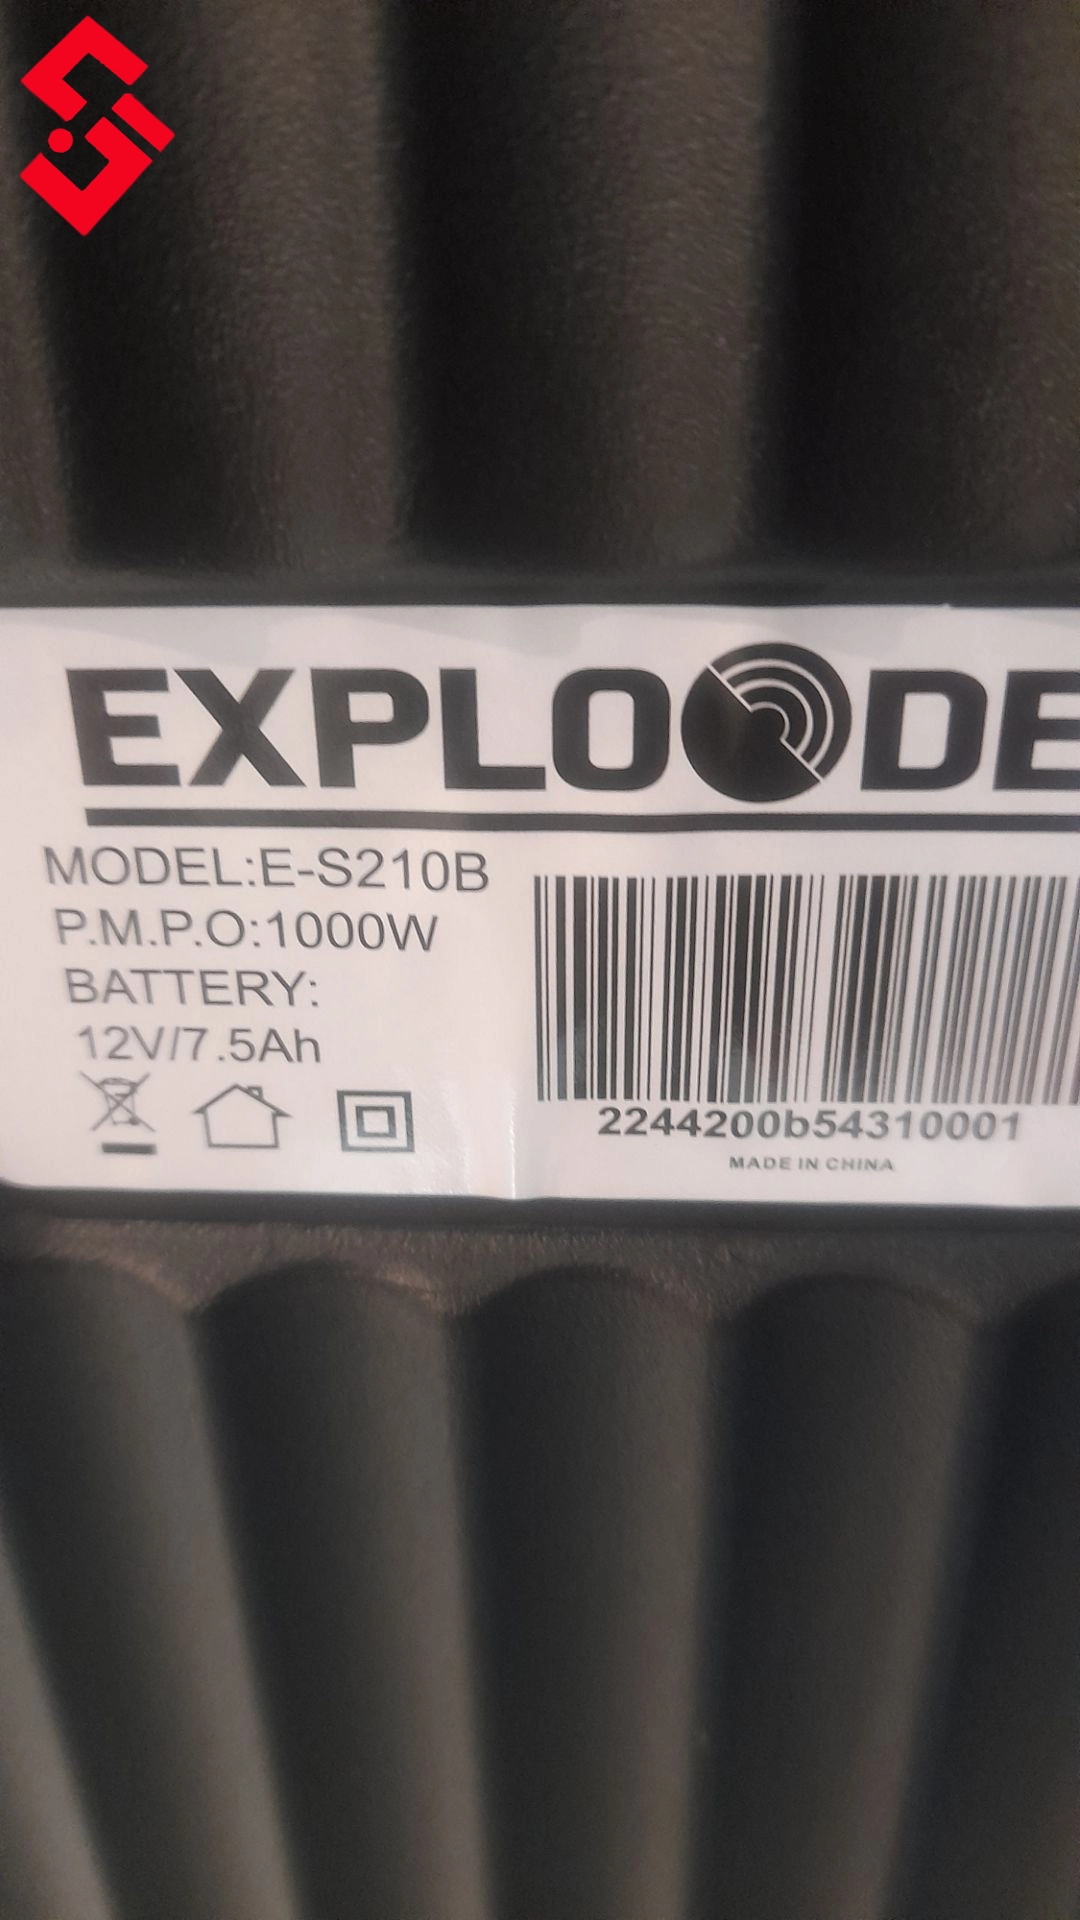 EXPLOODE
MODEL:E-S210B
P.M.P.O:1000W
BATTERY:
12V/7.5Ah
2244200b54310001
MADE IN CHINA